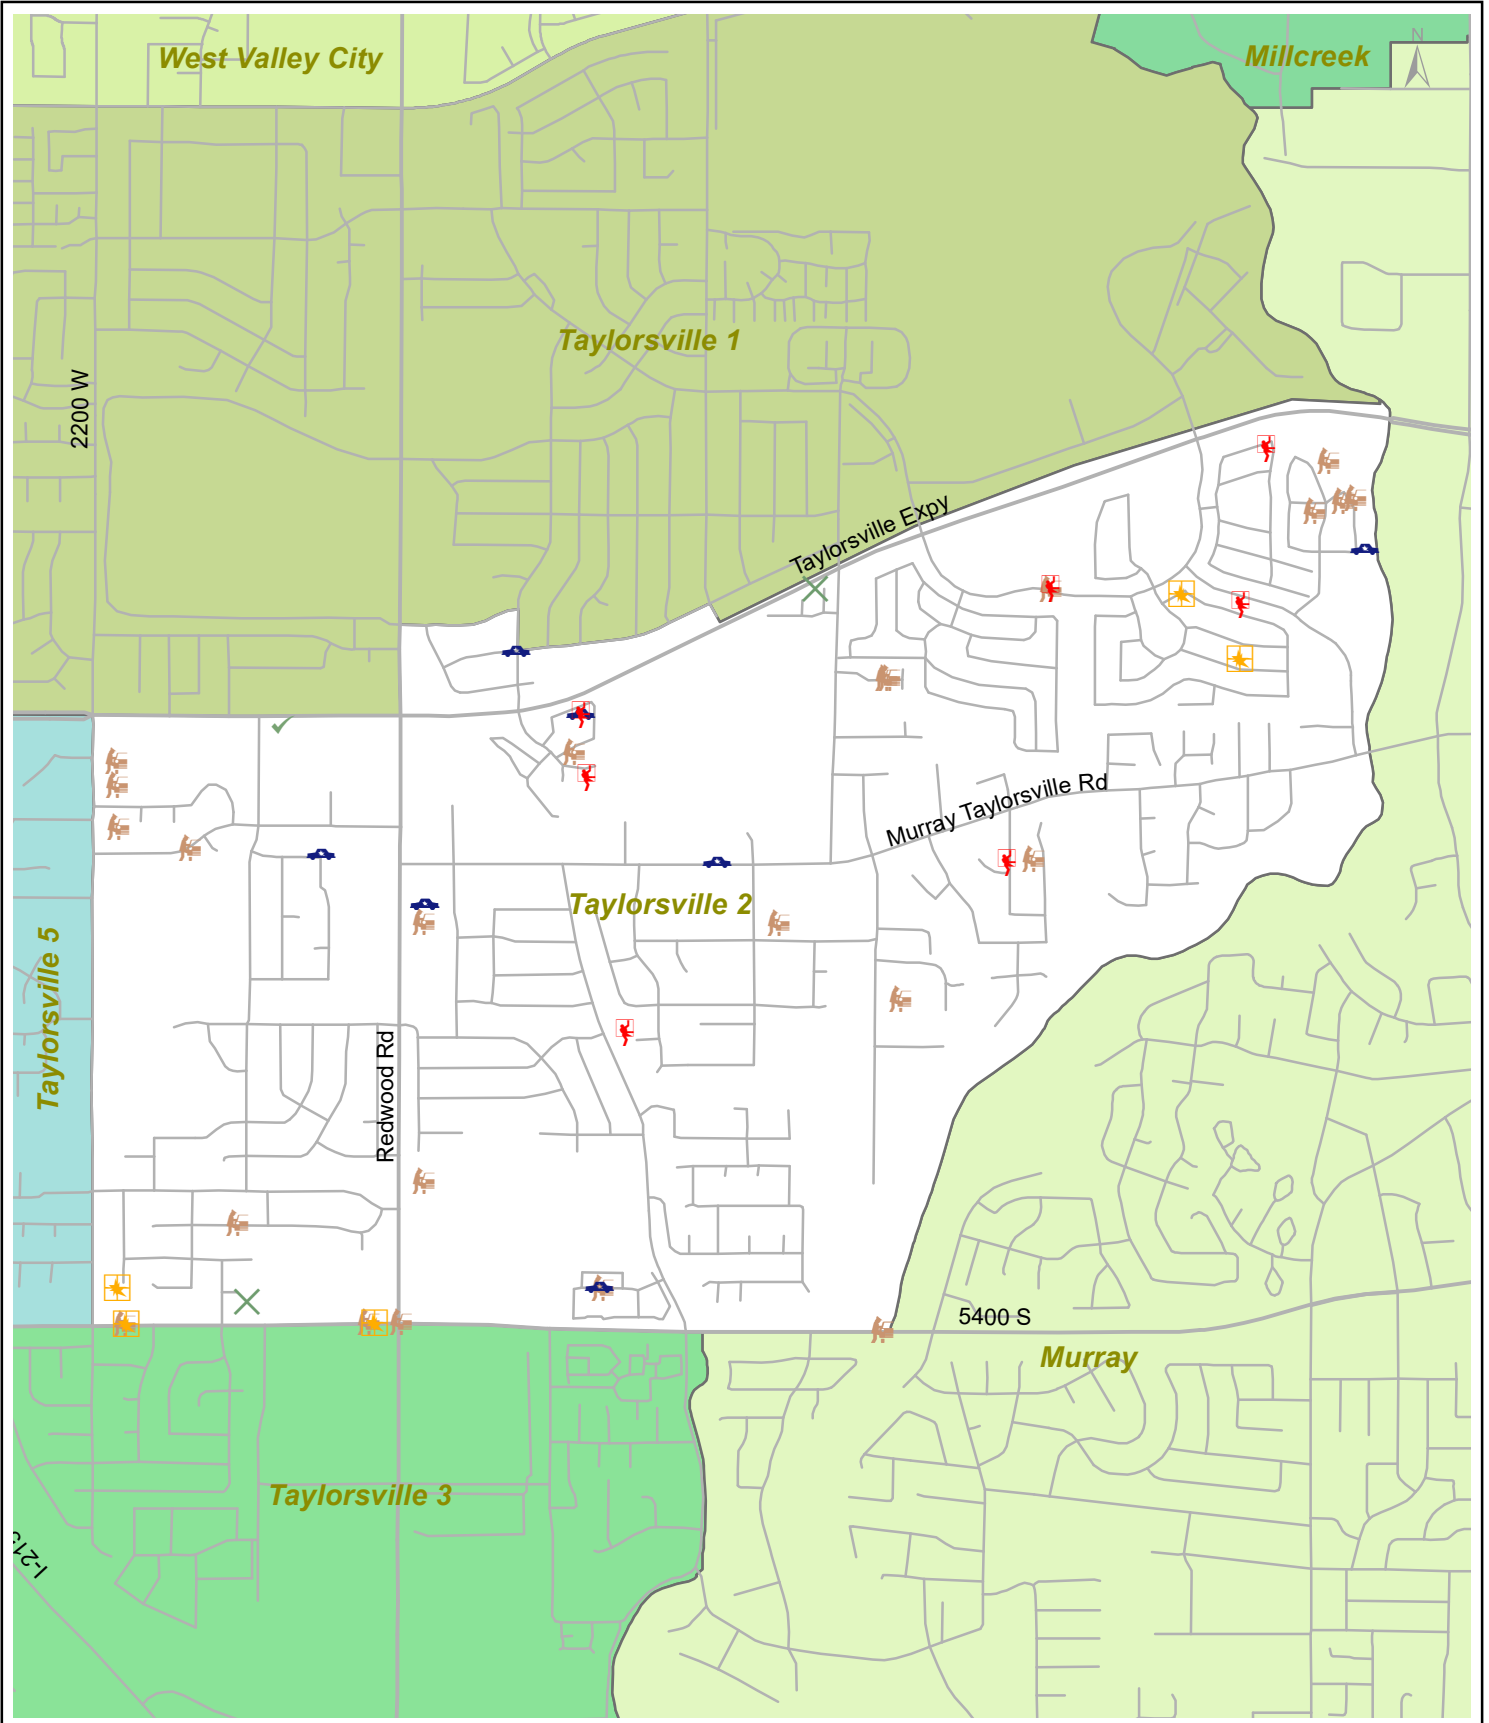 West Valley City
Millcreek
N
Taylorsville 1
2200 W
Taylorsville Expy
Murray Taylorsville Rd
Taylorsville 2
Taylorsville 5
Redwood Rd
5400 S
Murray
Taylorsville 3
I-215